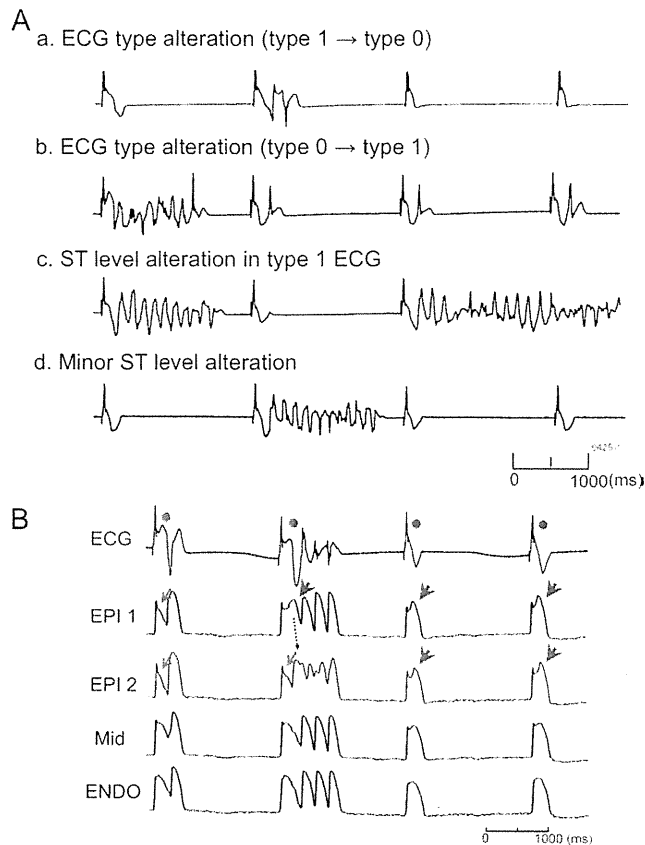 A
a. ECG type alteration (type 1 → type 0)
b. ECG type alteration (type 0 → type 1)
c. ST level alteration in type 1 ECG
d. Minor ST level alteration
0 1000(ms)
B
ECG
EPI 1
EPI 2
Mid
ENDO
0 1000 (ms)